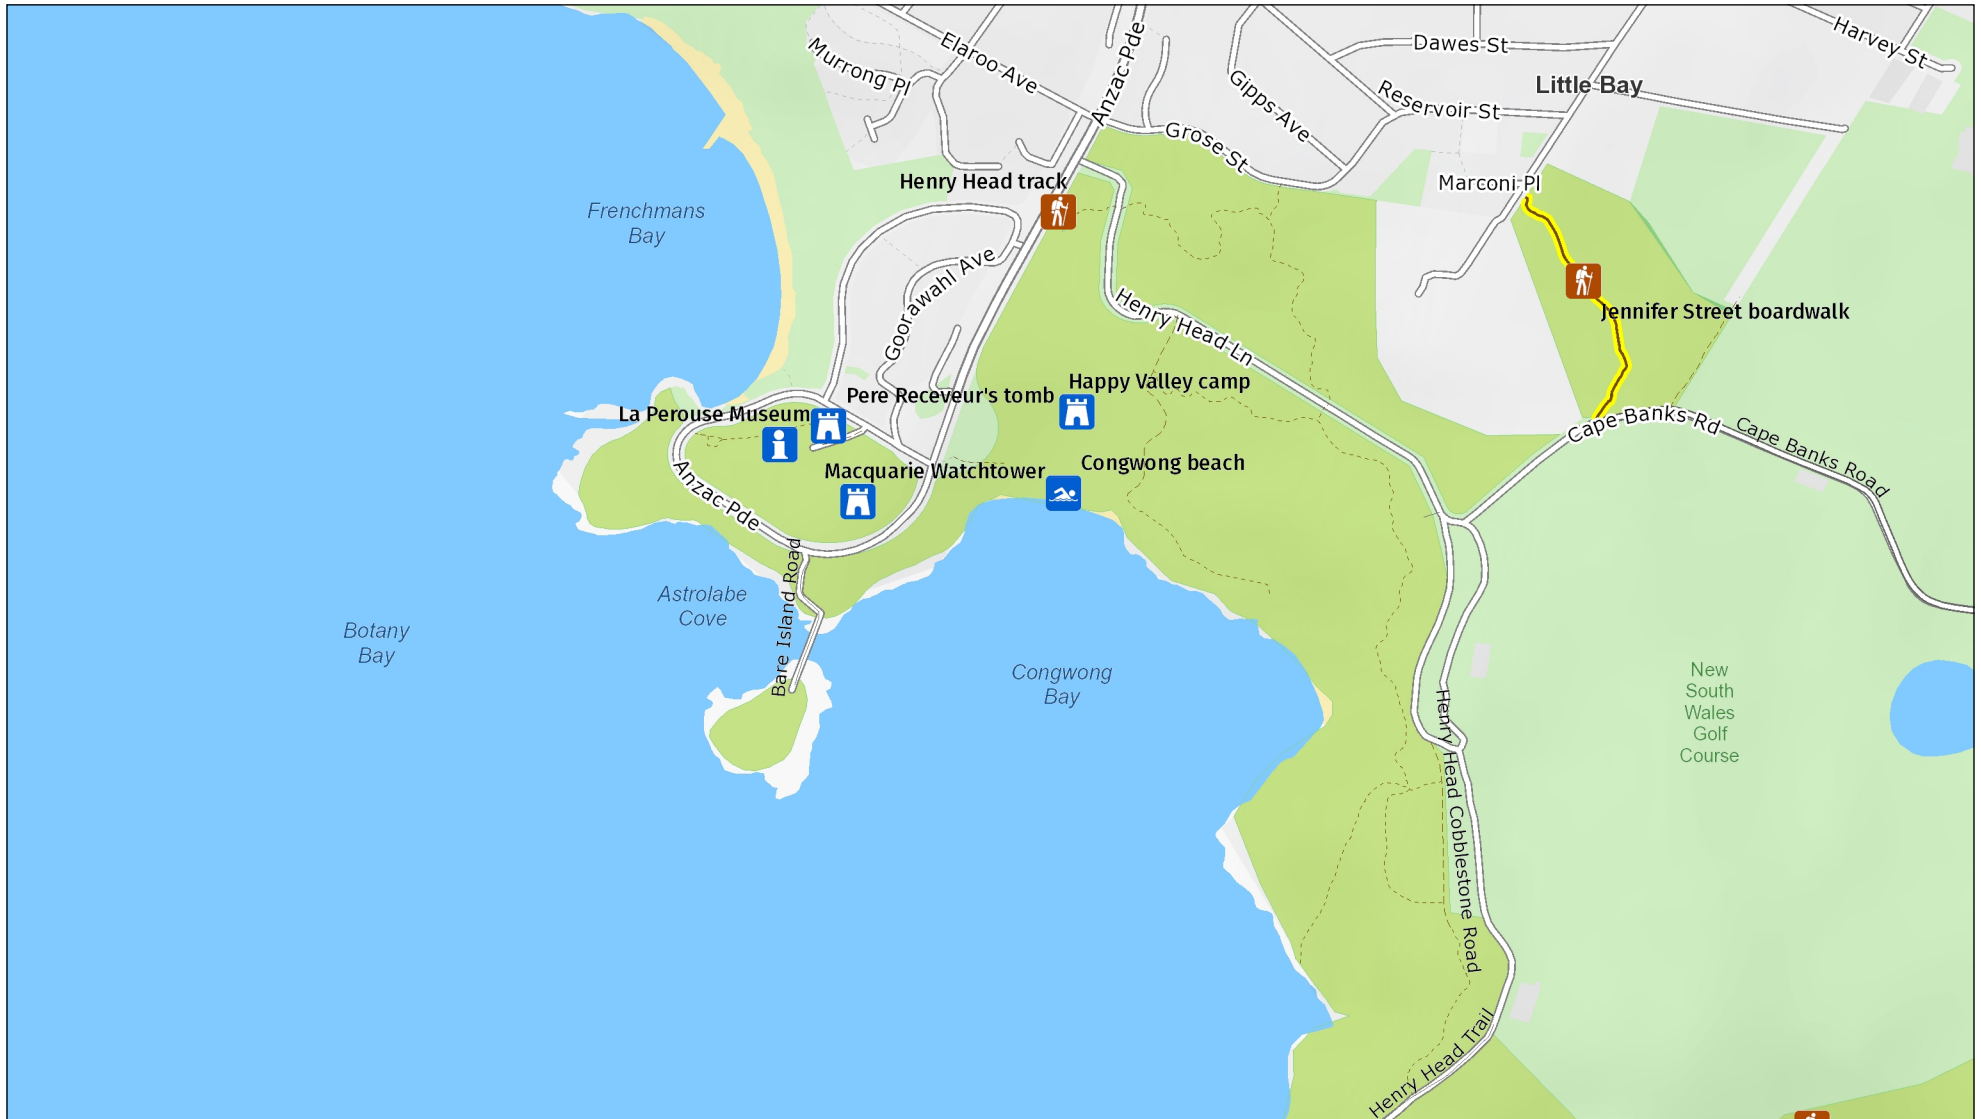 Harvey St
Dawes St
Elaroo Ave
Murrong Pl
Anzac Pde
Little Bay
Gipps Ave
Reservoir St
Grose St
Henry Head track
Marconi Pl
Frenchmans
Bay
Goorawahl Ave
Henry Head Ln
Jennifer Street boardwalk
Happy Valley camp
Pere Receveur's tomb
La Perouse Museum
Cape Banks Rd
Cape Banks Road
Macquarie Watchtower
Congwong beach
Anzac Pde
Bare Island Road
Astrolabe
Cove
Botany
Bay
Congwong
Bay
New
South
Wales
Golf
Course
Henry Head Cobblestone Road
Henry Head Trail